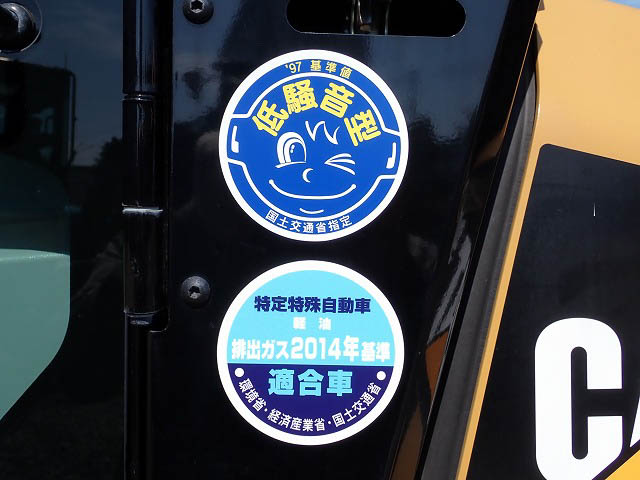 '97 基準値
低騒音型
国土交通省指定
特定特殊自動車
軽油
排出ガス2014年基準
適合車
・環境省・経済産業省・国土交通省・
C